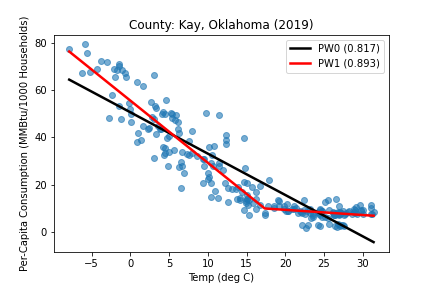 County: Kay, Oklahoma (2019)
PW0 (0.817)
PW1 (0.893)
Per-Capita Consumption (MMBtu/1000 Households)
80
60
40
20
0
−5 0 5 10 15 20 25 30
Temp (deg C)